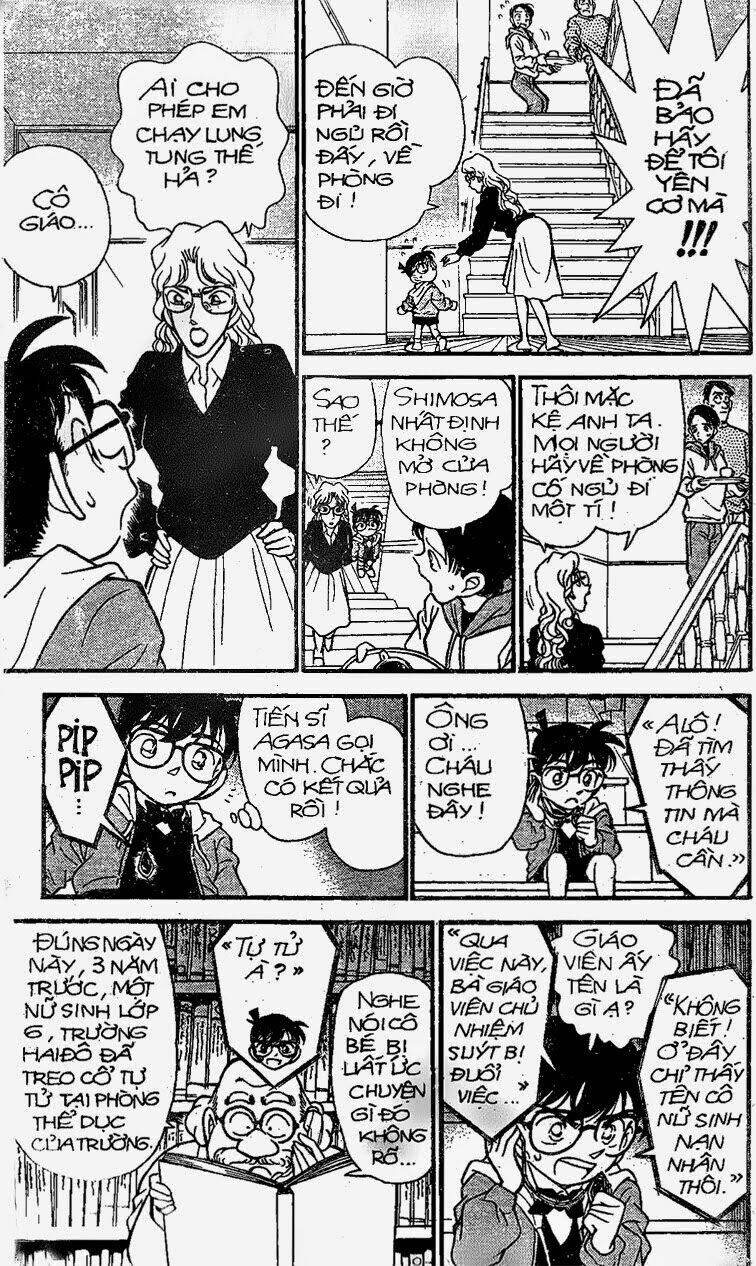 AI CHO
PHÉP EM
CHẠY LUNG
TUNG THẾ
HẢ?
CÔ
GIÁO...
ĐẾN GIỜ
PHẢI ĐI
NGỦ RỒI
ĐẤY, VỀ
PHÒNG
ĐI!
ĐÃ
BẢO
HÃY
ĐỂ TÔI
YÊN
CƠ MÀ
!!!
SAO
THẾ
?
SHIMOSA
NHẤT ĐỊNH
KHÔNG
MỞ CỬA
PHÒNG!
THÔI MẶC
KỆ ANH TA.
MỌI NGƯỜI
HÃY VỀ PHÒNG
CỐ NGỦ ĐI
MỘT TÍ!
PÍP
PÍP
...
TIẾN SĨ
AGASA GỌI
MÌNH. CHẮC
CÓ KẾT QUẢ
RỒI!
ÔNG
ƠI...
CHÁU
NGHE
ĐÂY!
«ALÔ!
ĐÃ TÌM
THẤY
THÔNG
TIN MÀ
CHÁU
CẦN.»
ĐÚNG NGÀY
NÀY, 3 NĂM
TRƯỚC, MỘT
NỮ SINH LỚP
6, TRƯỜNG
HAIĐÔ ĐÃ
TREO CỔ TỰ
TỬ TẠI PHÒNG
THỂ DỤC
CỦA TRƯỜNG.
«TỰ TỬ
À?»
NGHE
NÓI CÔ
BÉ BỊ
UẤT ỨC
CHUYỆN
GÌ ĐÓ
KHÔNG
RÕ...
«QUA
VIỆC NÀY,
BÀ GIÁO
VIÊN CHỦ
NHIỆM
SUÝT BỊ
ĐUỔI
VIỆC...»
GIÁO
VIÊN ẤY
TÊN LÀ
GÌ Ạ?
«KHÔNG
BIẾT!
Ở ĐÂY
CHỈ THẤY
TÊN CÔ
NỮ SINH
NẠN
NHÂN
THÔI.»